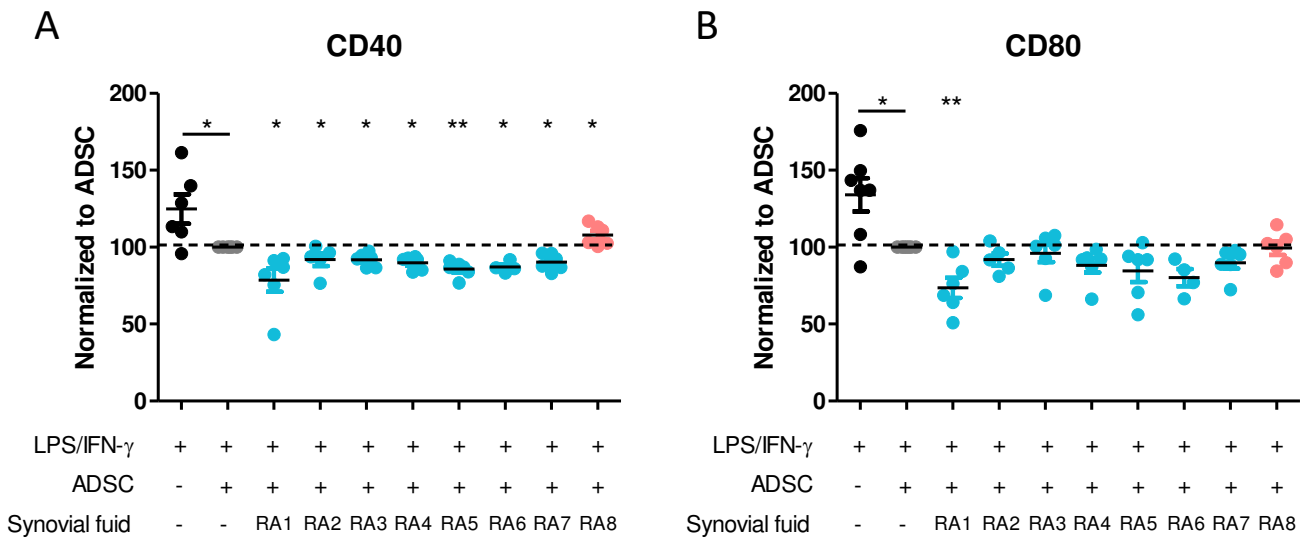 A
CD40
Normalized to ADSC
200
150
100
50
0
* * * * * ** * * *
LPS/IFN-γ + + + + + + + + + +
ADSC - + + + + + + + + +
Synovial fuid - - RA1 RA2 RA3 RA4 RA5 RA6 RA7 RA8
B
CD80
Normalized to ADSC
200
150
100
50
0
* **
LPS/IFN-γ + + + + + + + + + +
ADSC - + + + + + + + + +
Synovial fuid - - RA1 RA2 RA3 RA4 RA5 RA6 RA7 RA8